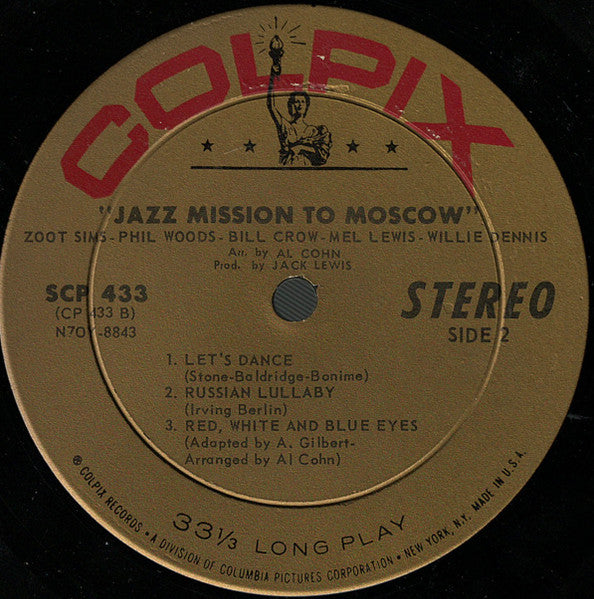 COLPIX
"JAZZ MISSION TO MOSCOW"
ZOOT SIMS-PHIL WOODS-BILL CROW-MEL LEWIS-WILLIE DENNIS
Arr. by AL COHN
Prod. by JACK LEWIS
SCP 433
(CP 433 B)
N7OY-8843
STEREO
SIDE 2
1. LET'S DANCE
(Stone-Baldridge-Bonime)
2. RUSSIAN LULLABY
(Irving Berlin)
3. RED, WHITE AND BLUE EYES
(Adapted by A. Gilbert-
Arranged by Al Cohn)
33⅓ LONG PLAY
® COLPIX RECORDS • A DIVISION OF COLUMBIA PICTURES CORPORATION • NEW YORK, N.Y. MADE IN U.S.A.